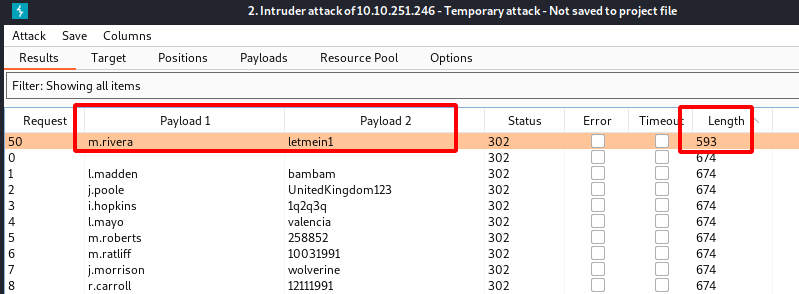 2. Intruder attack of 10.10.251.246 - Temporary attack - Not saved to project file
Attack Save Columns
Results Target Positions Payloads Resource Pool Options
Filter: Showing all items
Request Payload 1 Payload 2 Status Error Timeout Length
50 m.rivera letmein1 302 593
0 302 674
1 l.madden bambam 302 674
2 j.poole UnitedKingdom123 302 674
3 i.hopkins 1q2q3q 302 674
4 l.mayo valencia 302 674
5 m.roberts 258852 302 674
6 m.ratliff 10031991 302 674
7 j.morrison wolverine 302 674
8 r.carroll 12111991 302 674